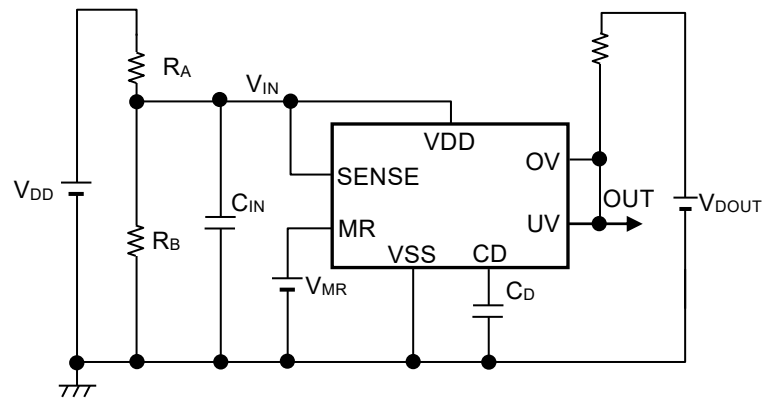 RA
VIN
VDD
OV
SENSE
OUT
VDD
CIN
VDOUT
RB
MR
UV
VSS
CD
VMR
CD